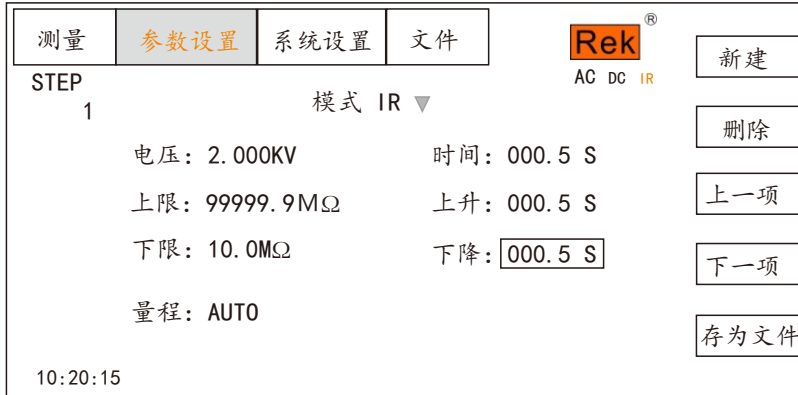 测量 参数设置 系统设置 文件 Rek®
AC DC IR
新建
STEP
1
模式 IR ▼
删除
电压: 2.000KV 时间: 000.5 S
上限: 99999.9MΩ 上升: 000.5 S
上一项
下限: 10.0MΩ 下降: 000.5 S
下一项
量程: AUTO
存为文件
10:20:15